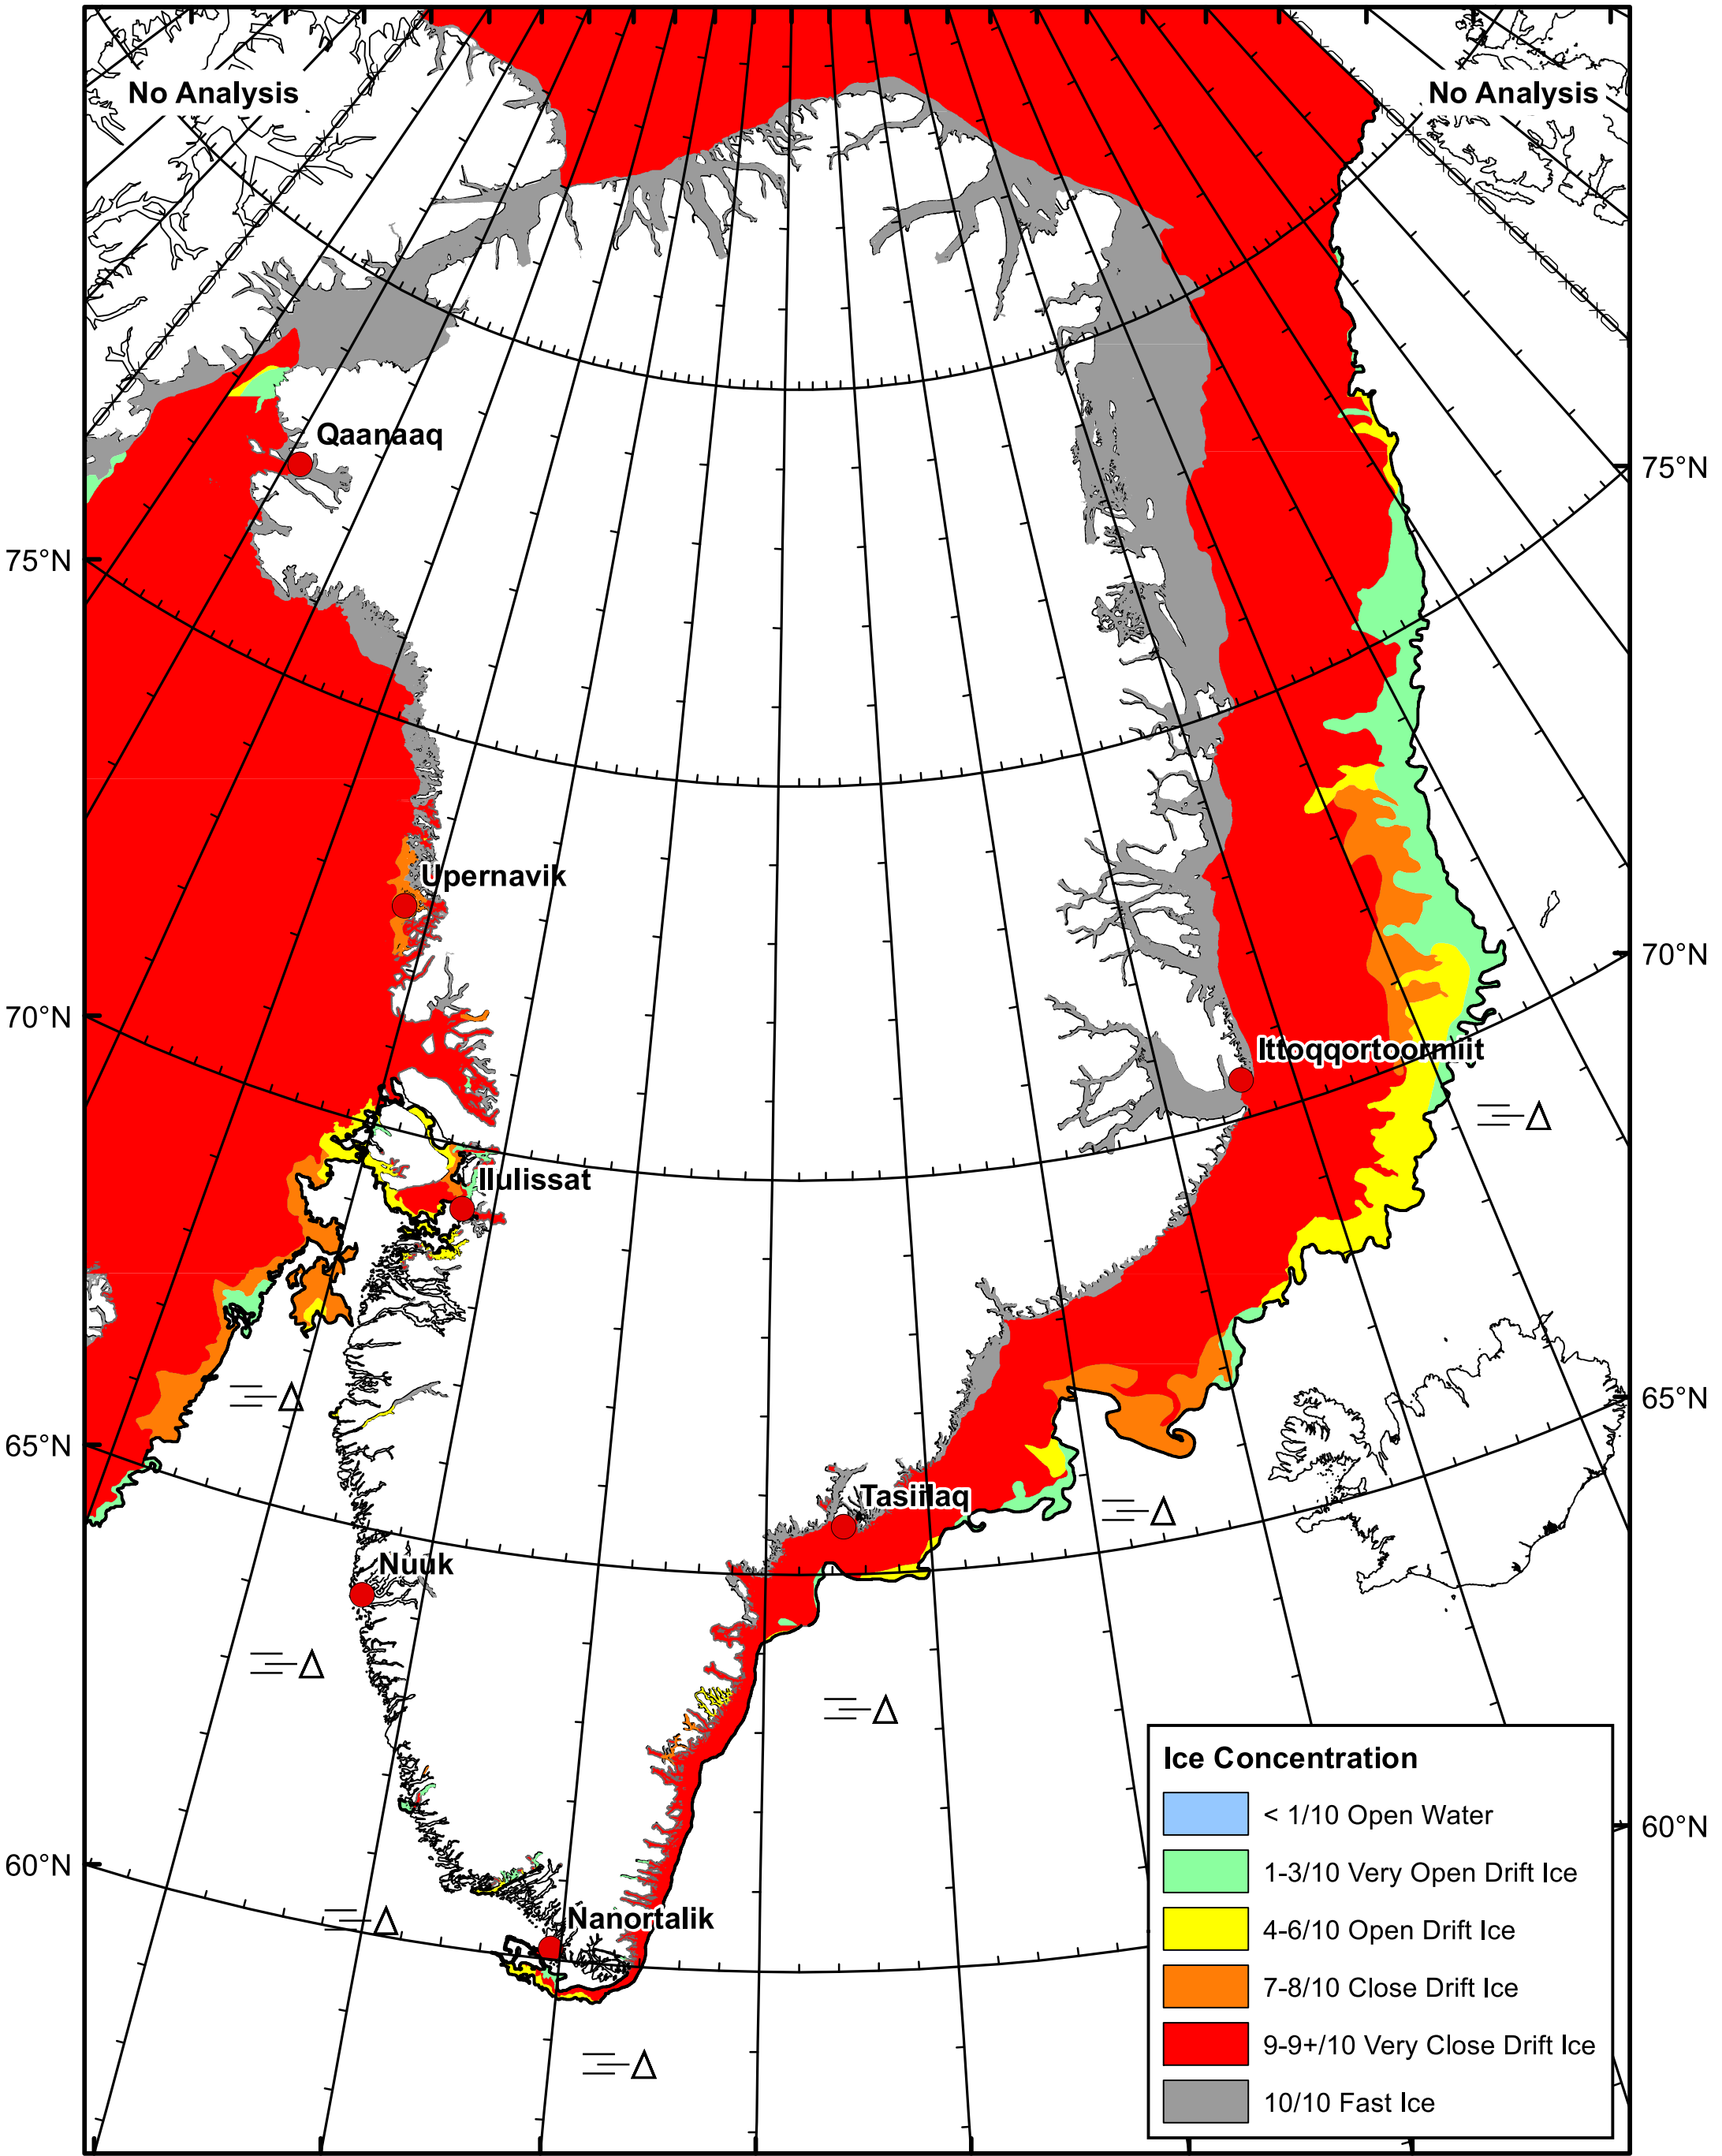 No Analysis
No Analysis
Qaanaaq
75°N
75°N
Upernavik
70°N
70°N
Ittoqqortoormiit
Ilulissat
65°N
65°N
Tasiilaq
Nuuk
60°N
60°N
Nanortalik
Ice Concentration
< 1/10 Open Water
1-3/10 Very Open Drift Ice
4-6/10 Open Drift Ice
7-8/10 Close Drift Ice
9-9+/10 Very Close Drift Ice
10/10 Fast Ice